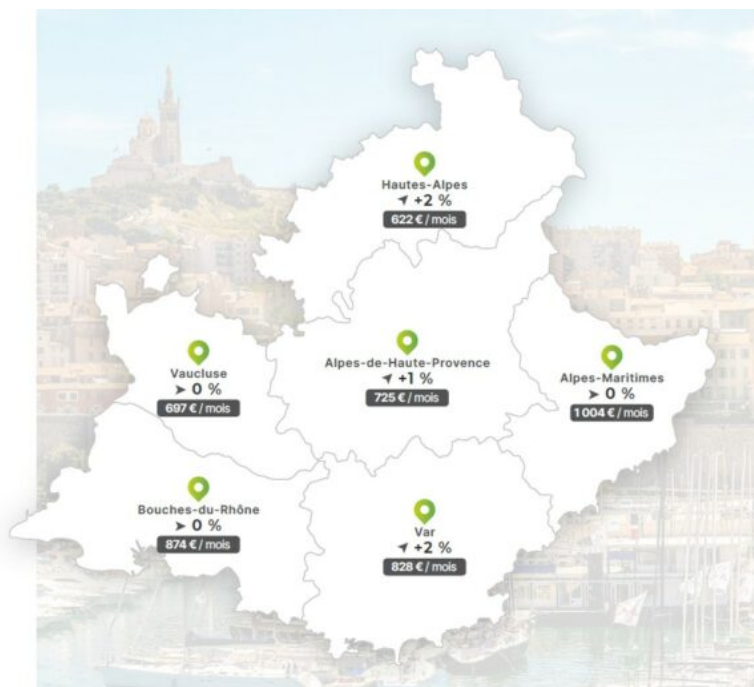 Hautes-Alpes
+2 %
622 € / mois
Vaucluse
0 %
697 € / mois
Alpes-de-Haute-Provence
+1 %
725 € / mois
Alpes-Maritimes
0 %
1 004 € / mois
Bouches-du-Rhône
0 %
874 € / mois
Var
+2 %
828 € / mois